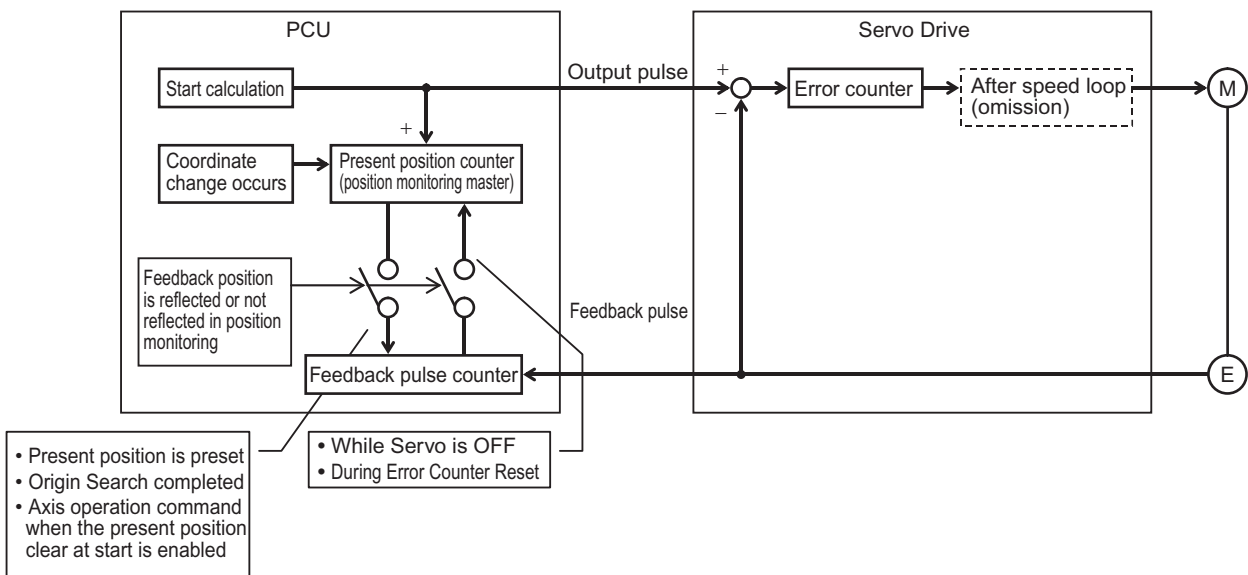 PCU
Servo Drive
Start calculation
Output pulse
+
−
+
Error counter
After speed loop
(omission)
M
Coordinate
change occurs
Present position counter
(position monitoring master)
Feedback position
is reflected or not
reflected in position
monitoring
Feedback pulse
Feedback pulse counter
E
• Present position is preset
• Origin Search completed
• Axis operation command
when the present position
clear at start is enabled
• While Servo is OFF
• During Error Counter Reset